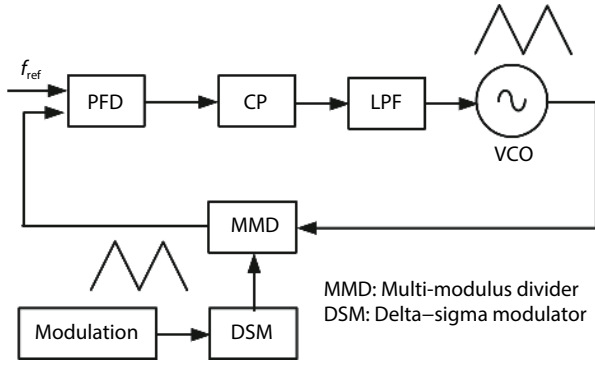 f_ref
PFD
CP
LPF
VCO
MMD
MMD: Multi-modulus divider
DSM: Delta–sigma modulator
Modulation
DSM